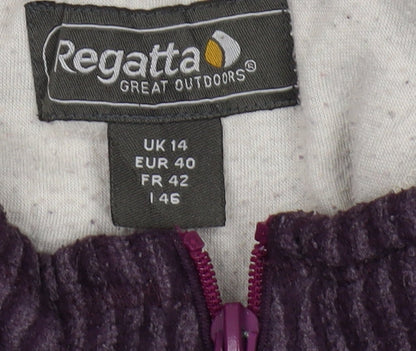 Regatta®
GREAT OUTDOORS
UK 14
EUR 40
FR 42
I 46